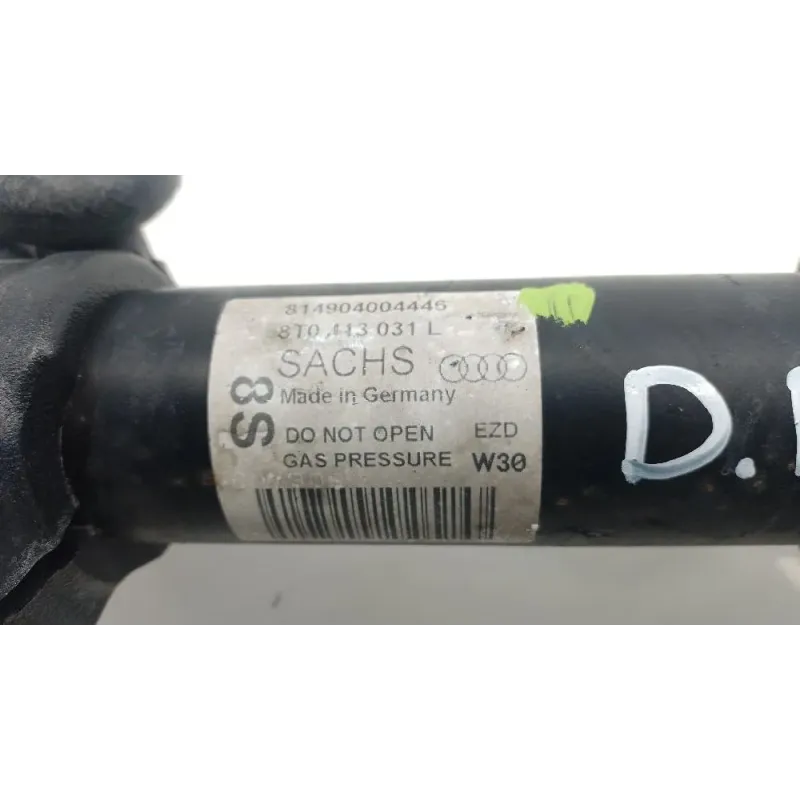 814904004446
8T0 413 031 L
SACHS
Made in Germany
S8
DO NOT OPEN EZD
GAS PRESSURE W30
D.